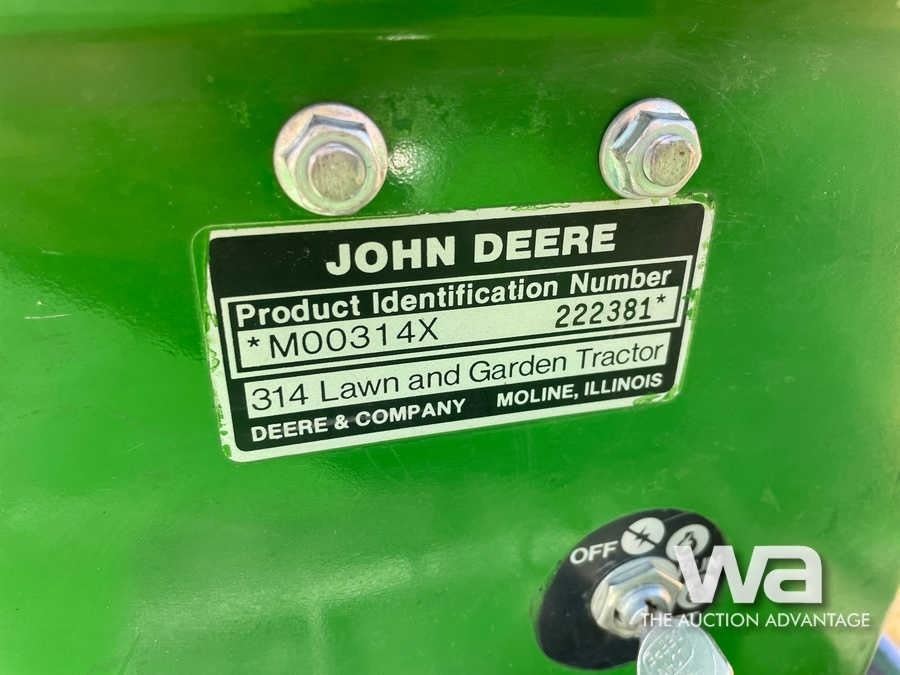 JOHN DEERE
Product Identification Number
*M00314X 222381*
314 Lawn and Garden Tractor
DEERE & COMPANY MOLINE, ILLINOIS
OFF
wa
THE AUCTION ADVANTAGE